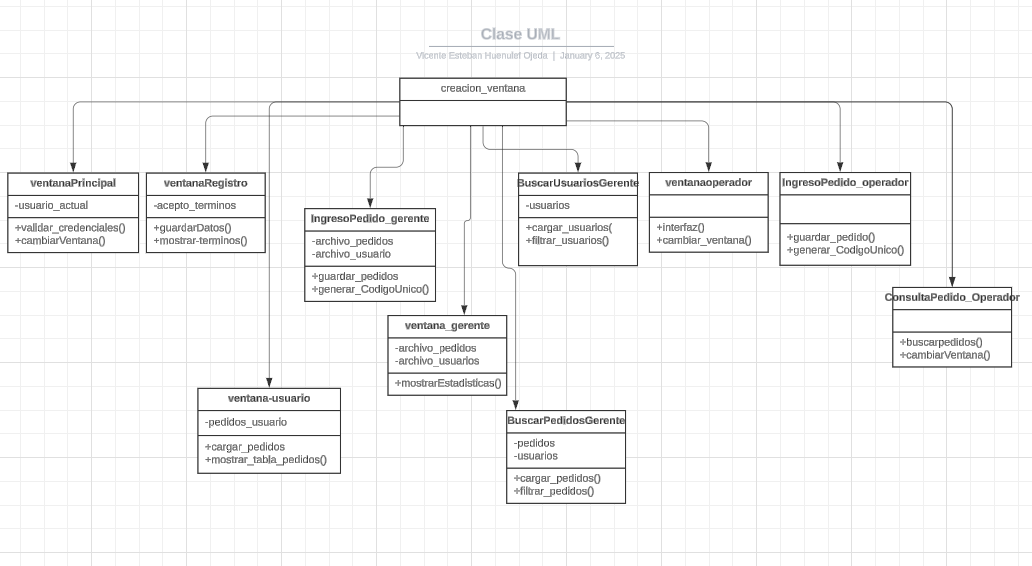 Clase UML
Vicente Esteban Huenulef Ojeda | January 6, 2025
creacion_ventana
ventanaPrincipal
-usuario_actual
+valldar_credenciales()
+cambiarVentana()
ventanaRegistro
-acepto_terminos
+guardarDatos()
+mostrar-terminos()
IngresoPedido_gerente
-archivo_pedidos
-archivo_usuario
+guardar_pedidos
+generar_CodigoUnico()
BuscarUsuariosGerente
-usuarios
+cargar_usuarios(
+filtrar_usuarios()
ventanaoperador
+interfaz()
+cambiar_ventana()
IngresoPedido_operador
+guardar_pedido()
+generar_CodigoUnico()
ConsultaPedido_Operador
+buscarpedidos()
+cambiarVentana()
ventana_gerente
-archivo_pedidos
-archivo_usuarios
+mostrarEstadisticas()
ventana-usuario
-pedidos_usuario
+cargar_pedidos
+mostrar_tabla_pedidos()
BuscarPedidosGerente
-pedidos
-usuarios
+cargar_pedidos()
+filtrar_pedidos()